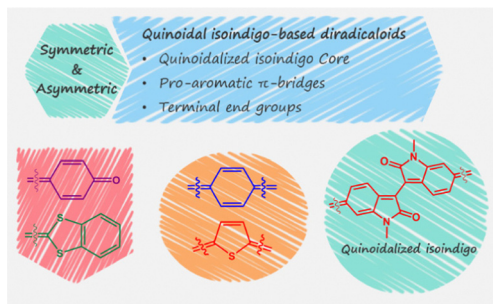 Symmetric
&
Asymmetric
Quinoidal isoindigo-based diradicaloids
• Quinoidalized isoindigo Core
• Pro-aromatic π-bridges
• Terminal end groups
O
S
S
S
N
O
O
N
Quinoidalized isoindigo